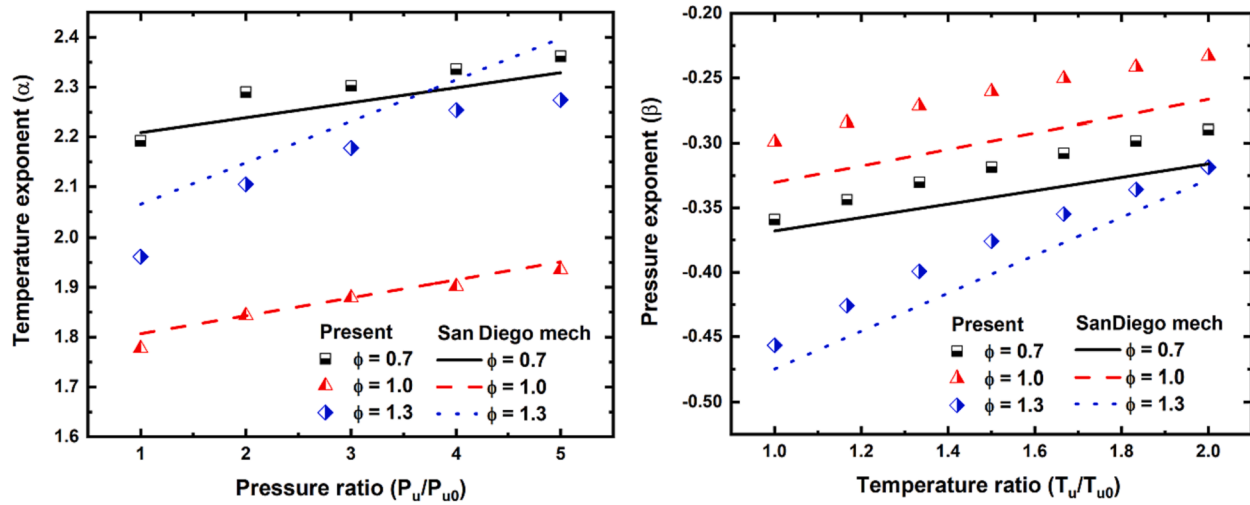 Temperature exponent (α)
2.4
2.3
2.2
2.1
2.0
1.9
1.8
1.7
1.6
Present San Diego mech
ϕ = 0.7 ϕ = 0.7
ϕ = 1.0 ϕ = 1.0
ϕ = 1.3 ϕ = 1.3
1 2 3 4 5
Pressure ratio (Pu/Pu0)
Pressure exponent (β)
-0.20
-0.25
-0.30
-0.35
-0.40
-0.45
-0.50
Present SanDiego mech
ϕ = 0.7 ϕ = 0.7
ϕ = 1.0 ϕ = 1.0
ϕ = 1.3 ϕ = 1.3
1.0 1.2 1.4 1.6 1.8 2.0
Temperature ratio (Tu/Tu0)